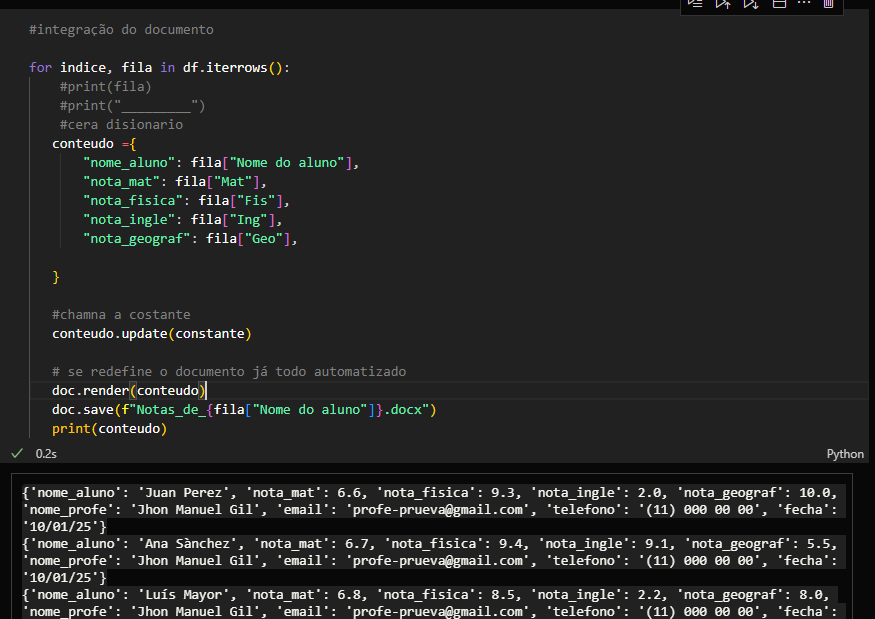 #integração do documento
for indice, fila in df.iterrows():
#print(fila)
#print("_________")
#cera disionario
conteudo ={
"nome_aluno": fila["Nome do aluno"],
"nota_mat": fila["Mat"],
"nota_fisica": fila["Fis"],
"nota_ingle": fila["Ing"],
"nota_geograf": fila["Geo"],
}
#chamna a costante
conteudo.update(constante)
# se redefine o documento já todo automatizado
doc.render(conteudo)
doc.save(f"Notas_de_{fila["Nome do aluno"]}.docx")
print(conteudo)
0.2s
Python
{'nome_aluno': 'Juan Perez', 'nota_mat': 6.6, 'nota_fisica': 9.3, 'nota_ingle': 2.0, 'nota_geograf': 10.0,
'nome_profe': 'Jhon Manuel Gil', 'email': 'profe-prueva@gmail.com', 'telefono': '(11) 000 00 00', 'fecha':
'10/01/25'}
{'nome_aluno': 'Ana Sànchez', 'nota_mat': 6.7, 'nota_fisica': 9.4, 'nota_ingle': 9.1, 'nota_geograf': 5.5,
'nome_profe': 'Jhon Manuel Gil', 'email': 'profe-prueva@gmail.com', 'telefono': '(11) 000 00 00', 'fecha':
'10/01/25'}
{'nome_aluno': 'Luís Mayor', 'nota_mat': 6.8, 'nota_fisica': 8.5, 'nota_ingle': 2.2, 'nota_geograf': 8.0,
'nome_profe': 'Jhon Manuel Gil', 'email': 'profe-prueva@gmail.com', 'telefono': '(11) 000 00 00', 'fecha':